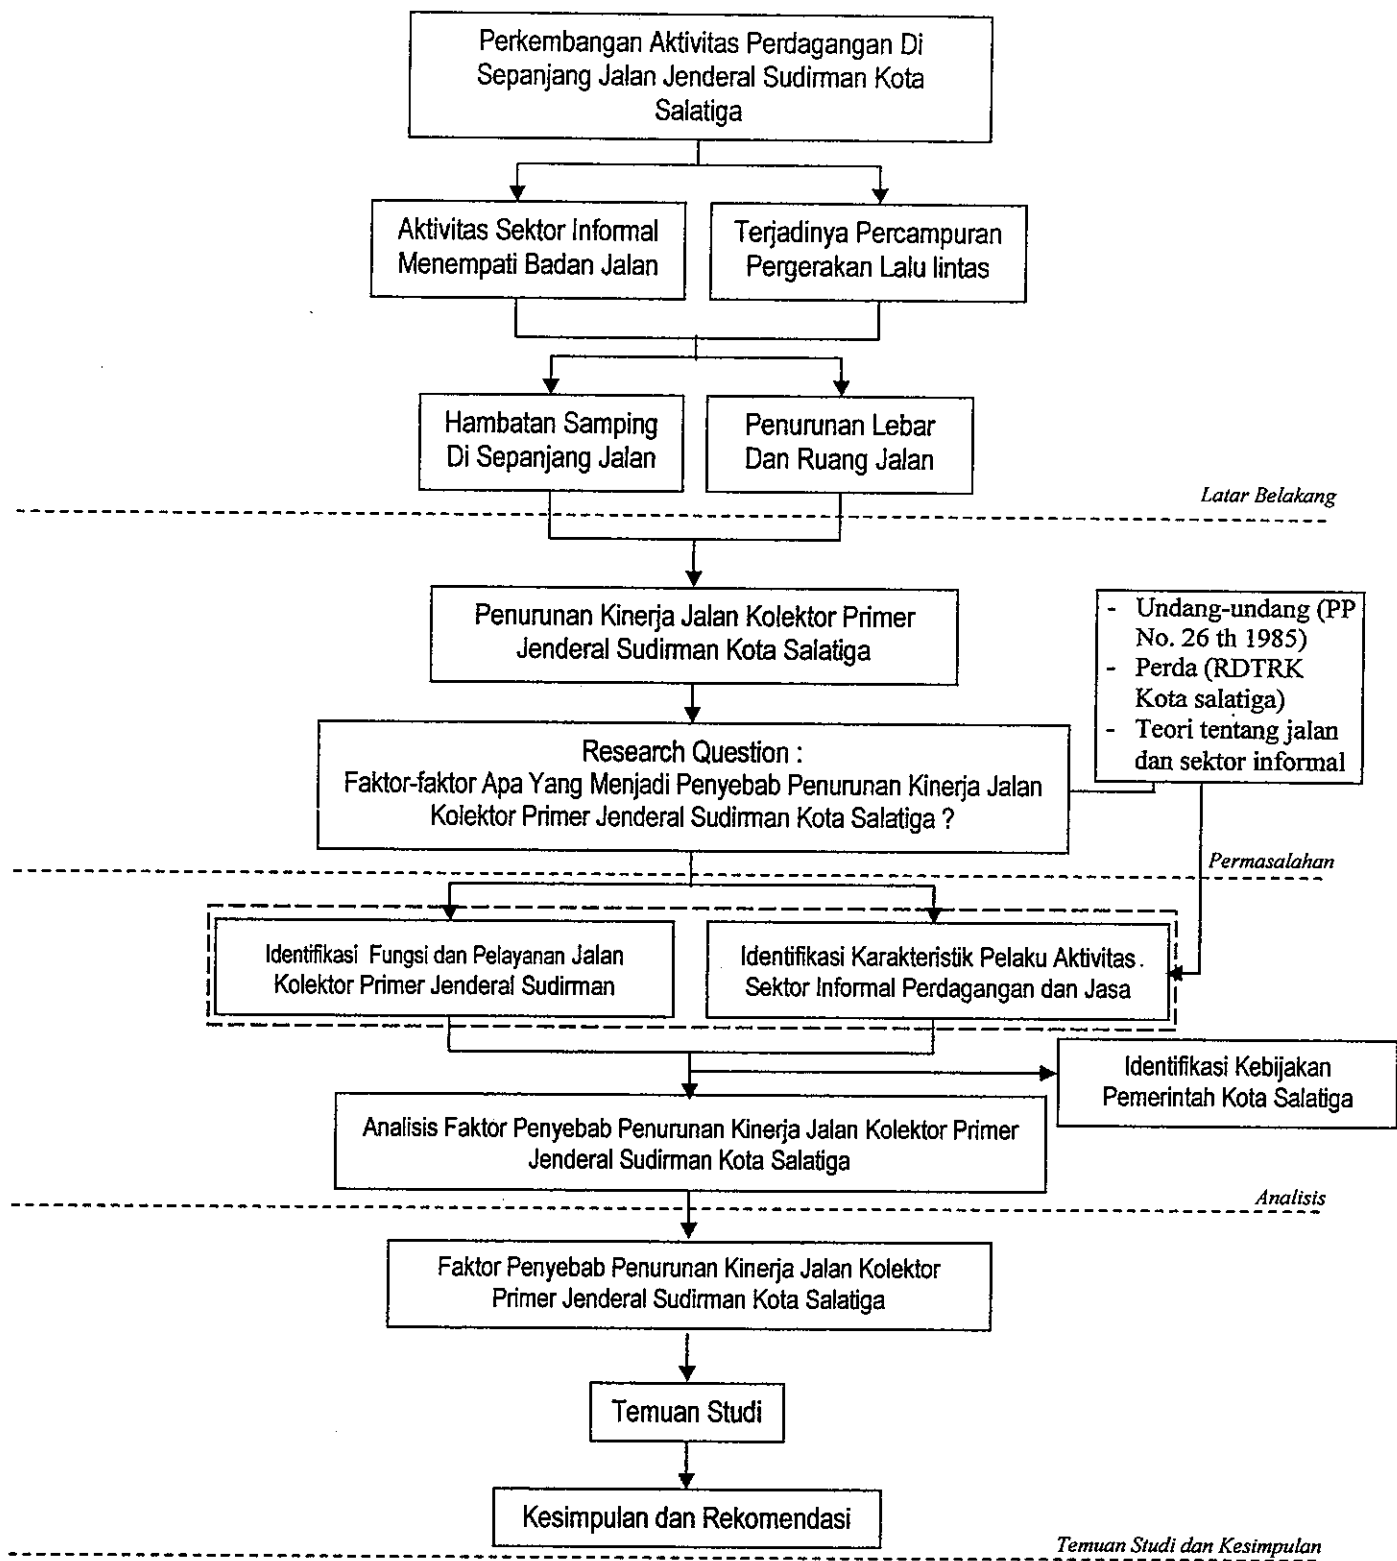 Perkembangan Aktivitas Perdagangan Di
Sepanjang Jalan Jenderal Sudirman Kota
Salatiga
Aktivitas Sektor Informal
Menempati Badan Jalan
Terjadinya Percampuran
Pergerakan Lalu lintas
Hambatan Samping
Di Sepanjang Jalan
Penurunan Lebar
Dan Ruang Jalan
Latar Belakang
Penurunan Kinerja Jalan Kolektor Primer
Jenderal Sudirman Kota Salatiga
- Undang-undang (PP
No. 26 th 1985)
- Perda (RDTRK
Kota salatiga)
- Teori tentang jalan
dan sektor informal
Research Question :
Faktor-faktor Apa Yang Menjadi Penyebab Penurunan Kinerja Jalan
Kolektor Primer Jenderal Sudirman Kota Salatiga ?
Permasalahan
Identifikasi Fungsi dan Pelayanan Jalan
Kolektor Primer Jenderal Sudirman
Identifikasi Karakteristik Pelaku Aktivitas
Sektor Informal Perdagangan dan Jasa
Identifikasi Kebijakan
Pemerintah Kota Salatiga
Analisis Faktor Penyebab Penurunan Kinerja Jalan Kolektor Primer
Jenderal Sudirman Kota Salatiga
Analisis
Faktor Penyebab Penurunan Kinerja Jalan Kolektor
Primer Jenderal Sudirman Kota Salatiga
Temuan Studi
Kesimpulan dan Rekomendasi
Temuan Studi dan Kesimpulan